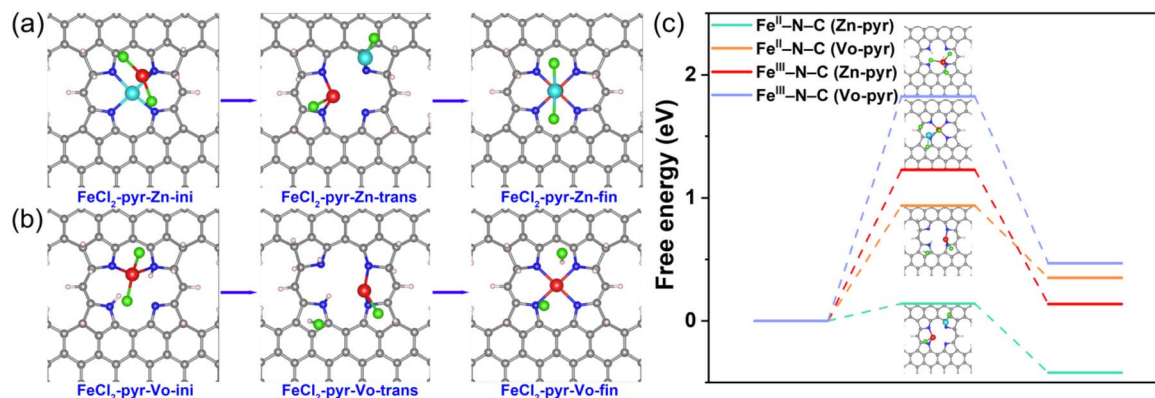 (a)
FeCl₂-pyr-Zn-ini
FeCl₂-pyr-Zn-trans
FeCl₂-pyr-Zn-fin
(b)
FeCl₂-pyr-Vo-ini
FeCl₂-pyr-Vo-trans
FeCl₂-pyr-Vo-fin
(c)
Free energy (eV)
2
1
0
Feᴵᴵ–N–C (Zn-pyr)
Feᴵᴵ–N–C (Vo-pyr)
Feᴵᴵᴵ–N–C (Zn-pyr)
Feᴵᴵᴵ–N–C (Vo-pyr)